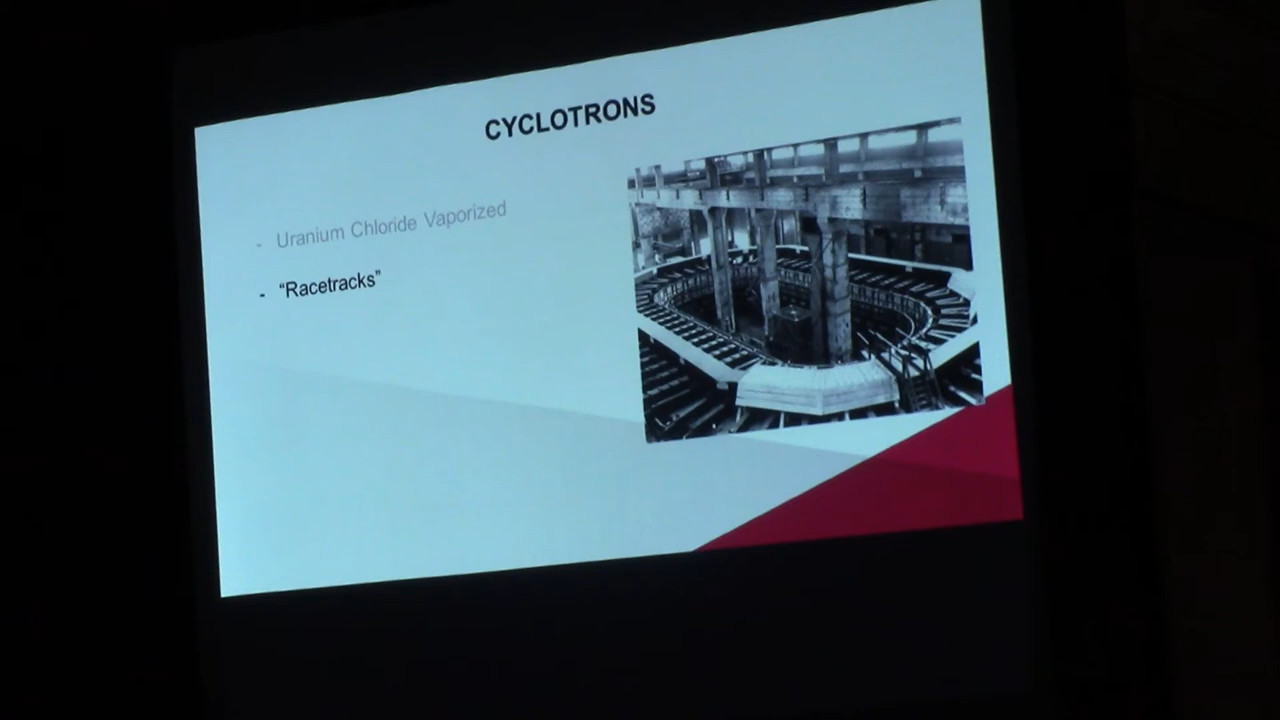 CYCLOTRONS
- Uranium Chloride Vaporized
- “Racetracks”